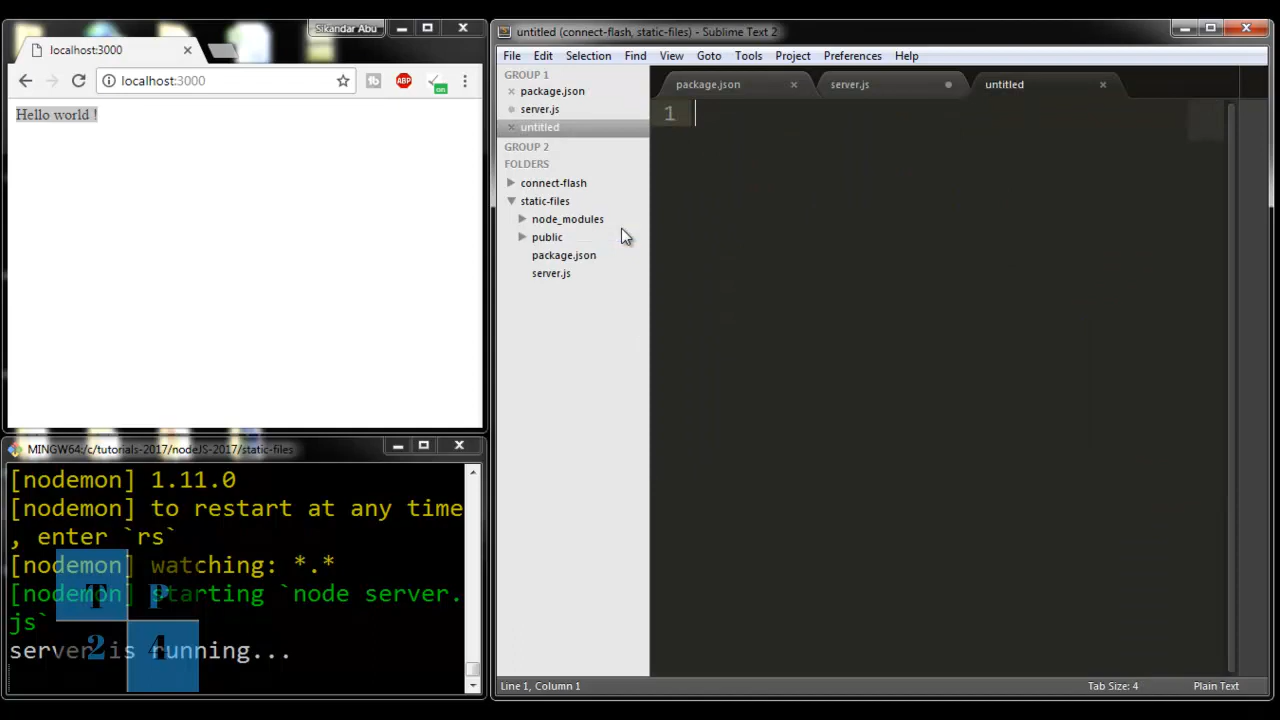 Sikandar Abu
localhost:3000
localhost:3000
ABP
on
Hello world !
MINGW64:/c/tutorials-2017/nodeJS-2017/static-files
[nodemon] 1.11.0
[nodemon] to restart at any time
, enter `rs`
[nodemon] watching: *.*
[nodemon] starting `node server.
js`
server is running...
T P
2 4
untitled (connect-flash, static-files) - Sublime Text 2
File Edit Selection Find View Goto Tools Project Preferences Help
GROUP 1
package.json
server.js
untitled
GROUP 2
FOLDERS
connect-flash
static-files
node_modules
public
package.json
server.js
package.json server.js untitled
1
Line 1, Column 1 Tab Size: 4 Plain Text